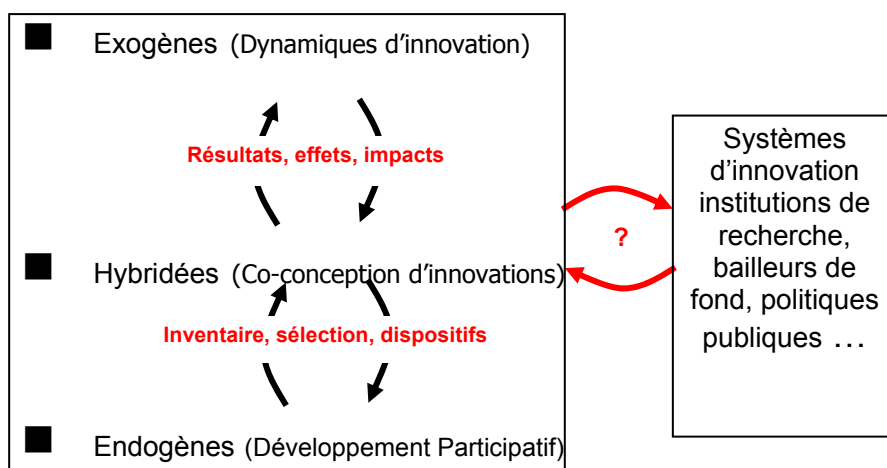 Exogènes (Dynamiques d’innovation)
Résultats, effets, impacts
Hybridées (Co-conception d’innovations)
Inventaire, sélection, dispositifs
Endogènes (Développement Participatif)
?
Systèmes
d’innovation
institutions de
recherche,
bailleurs de
fond, politiques
publiques …